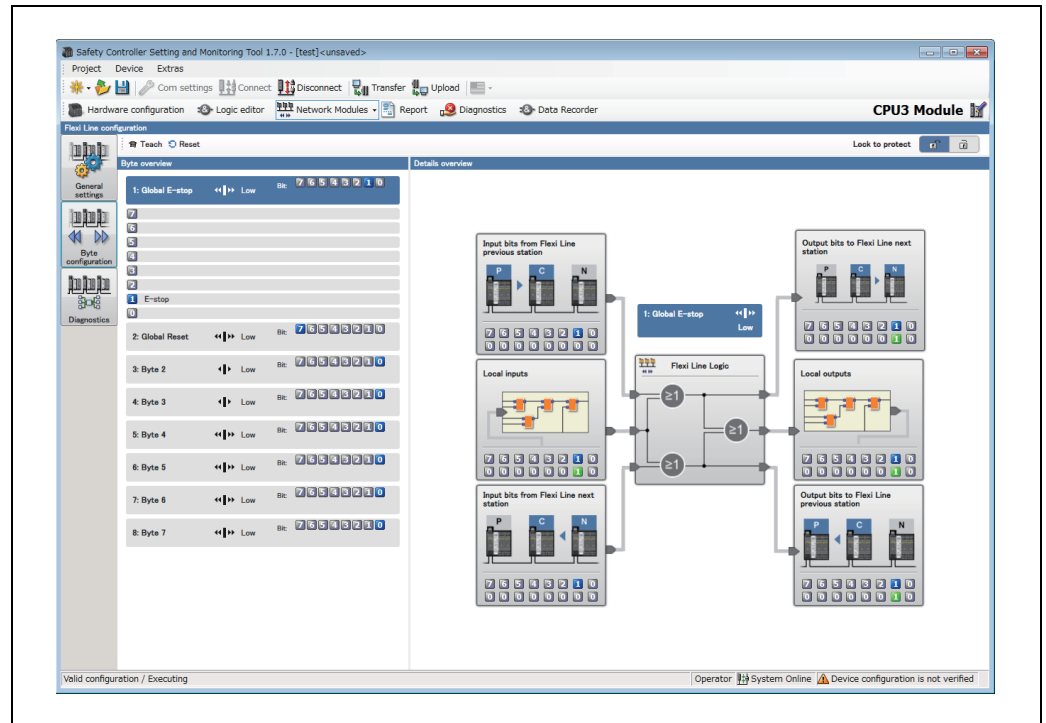 Safety Controller Setting and Monitoring Tool 1.7.0 - [test]<unsaved>
Project Device Extras
Com settings Connect Disconnect Transfer Upload
Hardware configuration Logic editor Network Modules Report Diagnostics Data Recorder CPU3 Module
Flexi Line configuration
Teach Reset Lock to protect
General settings
Byte configuration
Diagnostics
Byte overview
1: Global E-stop Low Bit: 7 6 5 4 3 2 1 0
7
6
5
4
3
2
1 E-stop
0
2: Global Reset Low Bit: 7 6 5 4 3 2 1 0
3: Byte 2 Low Bit: 7 6 5 4 3 2 1 0
4: Byte 3 Low Bit: 7 6 5 4 3 2 1 0
5: Byte 4 Low Bit: 7 6 5 4 3 2 1 0
6: Byte 5 Low Bit: 7 6 5 4 3 2 1 0
7: Byte 6 Low Bit: 7 6 5 4 3 2 1 0
8: Byte 7 Low Bit: 7 6 5 4 3 2 1 0
Details overview
Input bits from Flexi Line
previous station
P C N
7 6 5 4 3 2 1 0
0 0 0 0 0 0 0 0
Local inputs
7 6 5 4 3 2 1 0
0 0 0 0 0 0 1 0
Input bits from Flexi Line next
station
P C N
7 6 5 4 3 2 1 0
0 0 0 0 0 0 0 0
1: Global E-stop
Low
Flexi Line Logic
≥1
≥1
≥1
Output bits to Flexi Line next
station
P C N
7 6 5 4 3 2 1 0
0 0 0 0 0 0 1 0
Local outputs
7 6 5 4 3 2 1 0
0 0 0 0 0 0 1 0
Output bits to Flexi Line
previous station
P C N
7 6 5 4 3 2 1 0
0 0 0 0 0 0 1 0
Valid configuration / Executing Operator System Online Device configuration is not verified